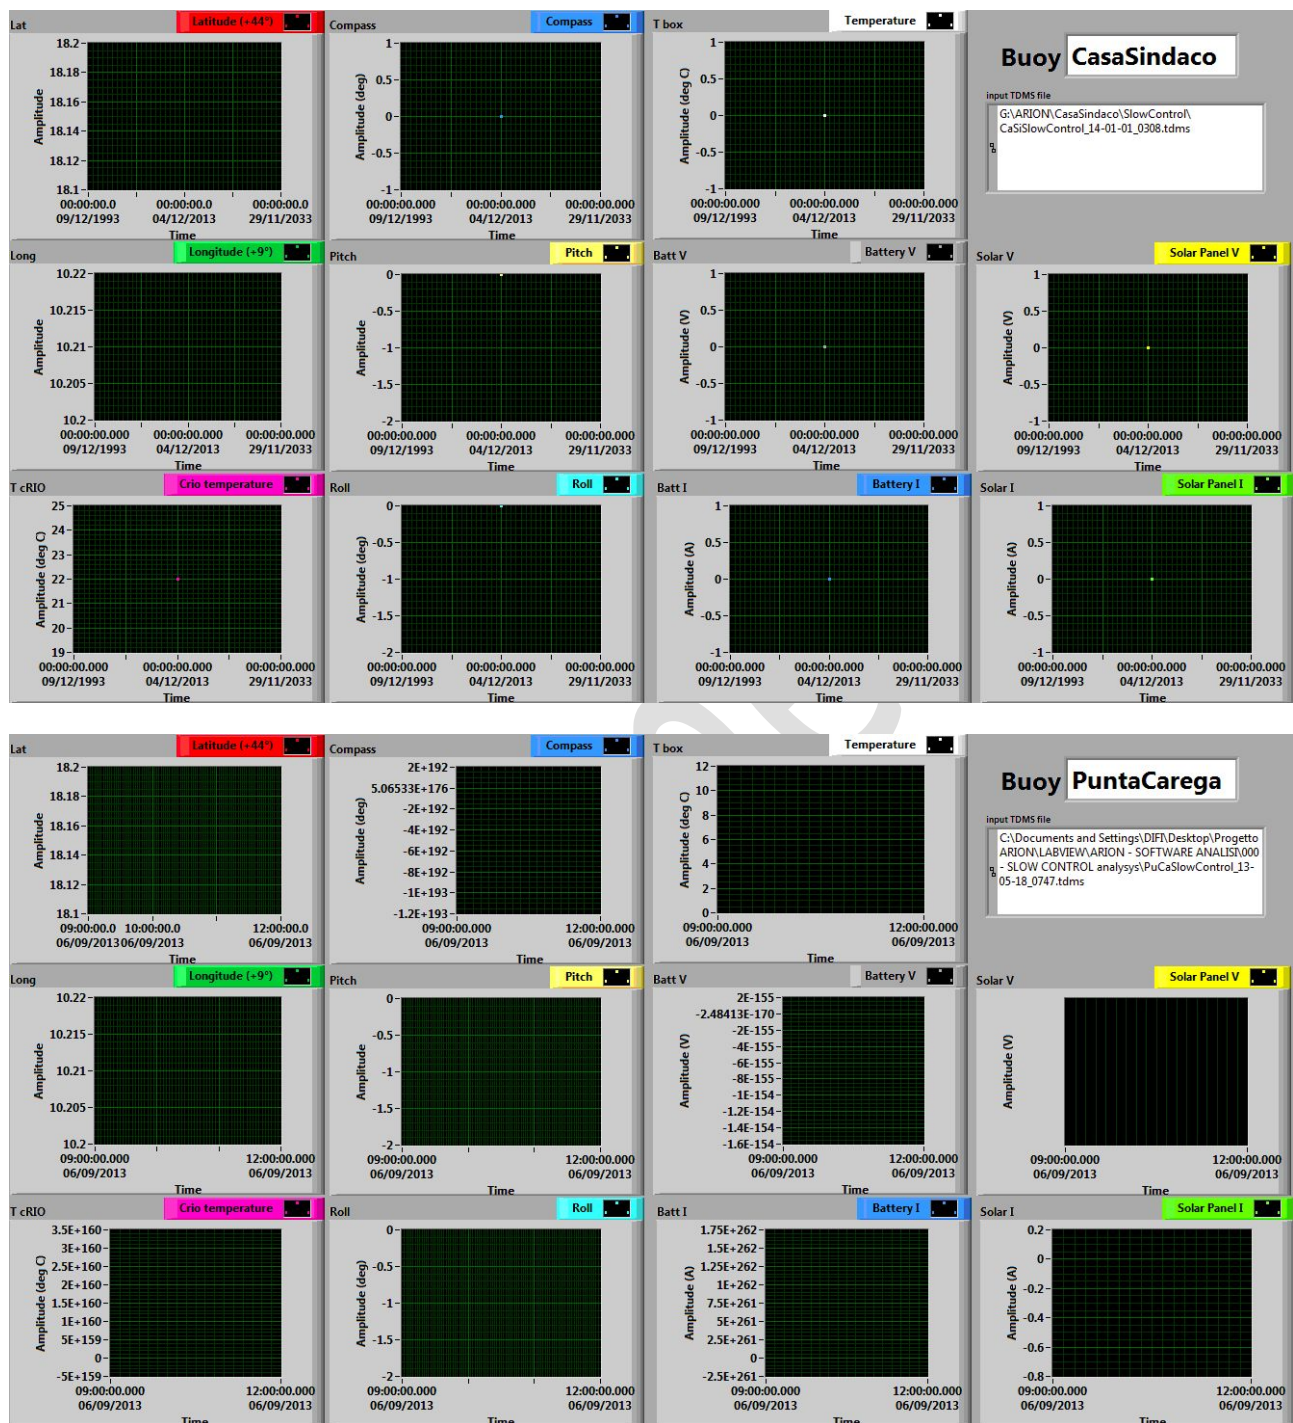 Lat
Latitude (+44°)
18.2
18.18
18.16
18.14
18.12
18.1
Amplitude
00:00:00.0 00:00:00.0 00:00:00.0
09/12/1993 04/12/2013 29/11/2033
Time
Compass
Compass
1
0.5
0
-0.5
-1
Amplitude (deg)
00:00:00.000 00:00:00.000 00:00:00.000
09/12/1993 04/12/2013 29/11/2033
Time
T box
Temperature
1
0.5
0
-0.5
-1
Amplitude (deg C)
00:00:00.000 00:00:00.000 00:00:00.000
09/12/1993 04/12/2013 29/11/2033
Time
Buoy CasaSindaco
input TDMS file
G:\ARION\CasaSindaco\SlowControl\
CaSiSlowControl_14-01-01_0308.tdms
Long
Longitude (+9°)
10.22
10.215
10.21
10.205
10.2
Amplitude
00:00:00.000 00:00:00.000 00:00:00.000
09/12/1993 04/12/2013 29/11/2033
Time
Pitch
Pitch
0
-0.5
-1
-1.5
-2
Amplitude
00:00:00.000 00:00:00.000 00:00:00.000
09/12/1993 04/12/2013 29/11/2033
Time
Batt V
Battery V
1
0.5
0
-0.5
-1
Amplitude (V)
00:00:00.000 00:00:00.000 00:00:00.000
09/12/1993 04/12/2013 29/11/2033
Time
Solar V
Solar Panel V
1
0.5
0
-0.5
-1
Amplitude (V)
00:00:00.000 00:00:00.000 00:00:00.000
09/12/1993 04/12/2013 29/11/2033
Time
T cRIO
Crio temperature
25
24
23
22
21
20
19
Amplitude (deg C)
00:00:00.000 00:00:00.000 00:00:00.000
09/12/1993 04/12/2013 29/11/2033
Time
Roll
Roll
0
-0.5
-1
-1.5
-2
Amplitude (deg)
00:00:00.000 00:00:00.000 00:00:00.000
09/12/1993 04/12/2013 29/11/2033
Time
Batt I
Battery I
1
0.5
0
-0.5
-1
Amplitude (A)
00:00:00.000 00:00:00.000 00:00:00.000
09/12/1993 04/12/2013 29/11/2033
Time
Solar I
Solar Panel I
1
0.5
0
-0.5
-1
Amplitude (A)
00:00:00.000 00:00:00.000 00:00:00.000
09/12/1993 04/12/2013 29/11/2033
Time
Lat
Latitude (+44°)
18.2
18.18
18.16
18.14
18.12
18.1
Amplitude
09:00:00.0 10:00:00.0 12:00:00.0
06/09/2013 06/09/2013 06/09/2013
Time
Compass
Compass
2E+192
5.06533E+176
-2E+192
-4E+192
-6E+192
-8E+192
-1E+193
-1.2E+193
Amplitude (deg)
09:00:00.000 12:00:00.000
06/09/2013 06/09/2013
Time
T box
Temperature
12
10
8
6
4
2
0
Amplitude (deg C)
09:00:00.000 12:00:00.000
06/09/2013 06/09/2013
Time
Buoy PuntaCarega
input TDMS file
C:\Documents and Settings\DIFI\Desktop\Progetto
ARION\LABVIEW\ARION - SOFTWARE ANALISI\000
- SLOW CONTROL analysys\PuCaSlowControl_13-
05-18_0747.tdms
Long
Longitude (+9°)
10.22
10.215
10.21
10.205
10.2
Amplitude
09:00:00.000 12:00:00.000
06/09/2013 06/09/2013
Time
Pitch
Pitch
0
-0.5
-1
-1.5
-2
Amplitude
09:00:00.000 12:00:00.000
06/09/2013 06/09/2013
Time
Batt V
Battery V
2E-155
-2.48413E-170
-2E-155
-4E-155
-6E-155
-8E-155
-1E-154
-1.2E-154
-1.4E-154
-1.6E-154
Amplitude (V)
09:00:00.000 12:00:00.000
06/09/2013 06/09/2013
Time
Solar V
Solar Panel V
Amplitude (V)
09:00:00.000 12:00:00.000
06/09/2013 06/09/2013
Time
T cRIO
Crio temperature
3.5E+160
3E+160
2.5E+160
2E+160
1.5E+160
1E+160
5E+159
0
-5E+159
Amplitude (deg C)
09:00:00.000 12:00:00.000
06/09/2013 06/09/2013
Time
Roll
Roll
0
-0.5
-1
-1.5
-2
Amplitude (deg)
09:00:00.000 12:00:00.000
06/09/2013 06/09/2013
Time
Batt I
Battery I
1.75E+262
1.5E+262
1.25E+262
1E+262
7.5E+261
5E+261
2.5E+261
0
-2.5E+261
Amplitude (A)
09:00:00.000 12:00:00.000
06/09/2013 06/09/2013
Time
Solar I
Solar Panel I
0.2
0
-0.2
-0.4
-0.6
-0.8
Amplitude (A)
09:00:00.000 12:00:00.000
06/09/2013 06/09/2013
Time